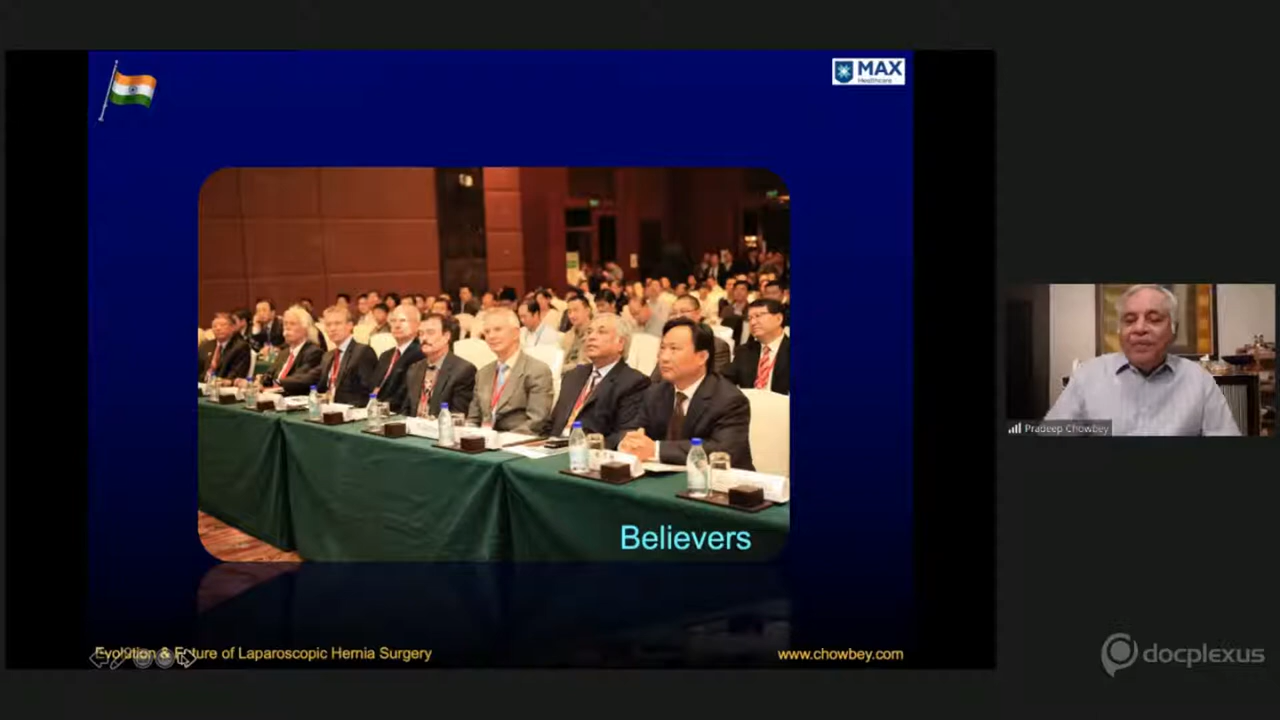 MAX
Healthcare
Believers
Evolution & Future of Laparoscopic Hernia Surgery
www.chowbey.com
Pradeep Chowbey
docplexus